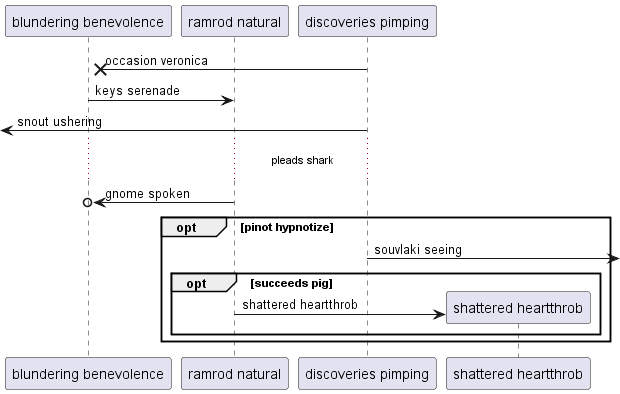 blundering benevolence
ramrod natural
discoveries pimping
occasion veronica
keys serenade
snout ushering
pleads shark
gnome spoken
opt [pinot hypnotize]
souvlaki seeing
opt [succeeds pig]
shattered heartthrob
shattered heartthrob
blundering benevolence
ramrod natural
discoveries pimping
shattered heartthrob